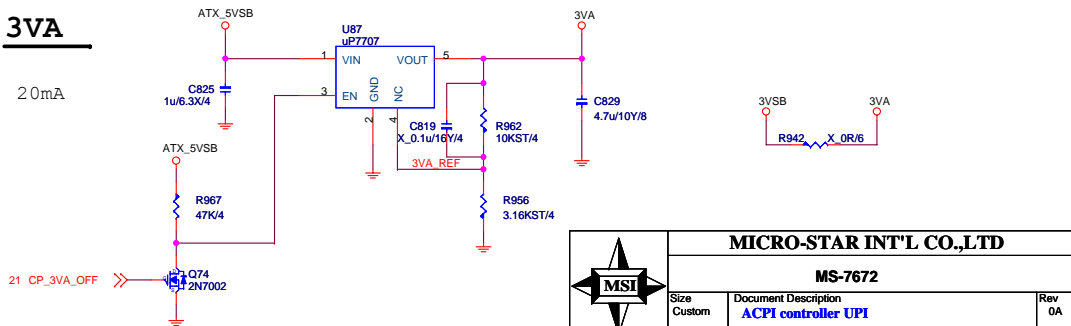 3VA
20mA
ATX_5VSB
U87
uP7707
1
VIN
VOUT
5
3
EN
GND
NC
2
4
C825
1u/6.3X/4
3VA
C829
4.7u/10Y/8
C819
X_0.1u/16Y/4
R962
10KST/4
3VA_REF
R956
3.16KST/4
3VSB
3VA
R942
X_0R/6
ATX_5VSB
R967
47K/4
21 CP_3VA_OFF
Q74
2N7002
MSI
MICRO-STAR INT'L CO.,LTD
MS-7672
Size
Custom
Document Description
ACPI controller UPI
Rev
0A